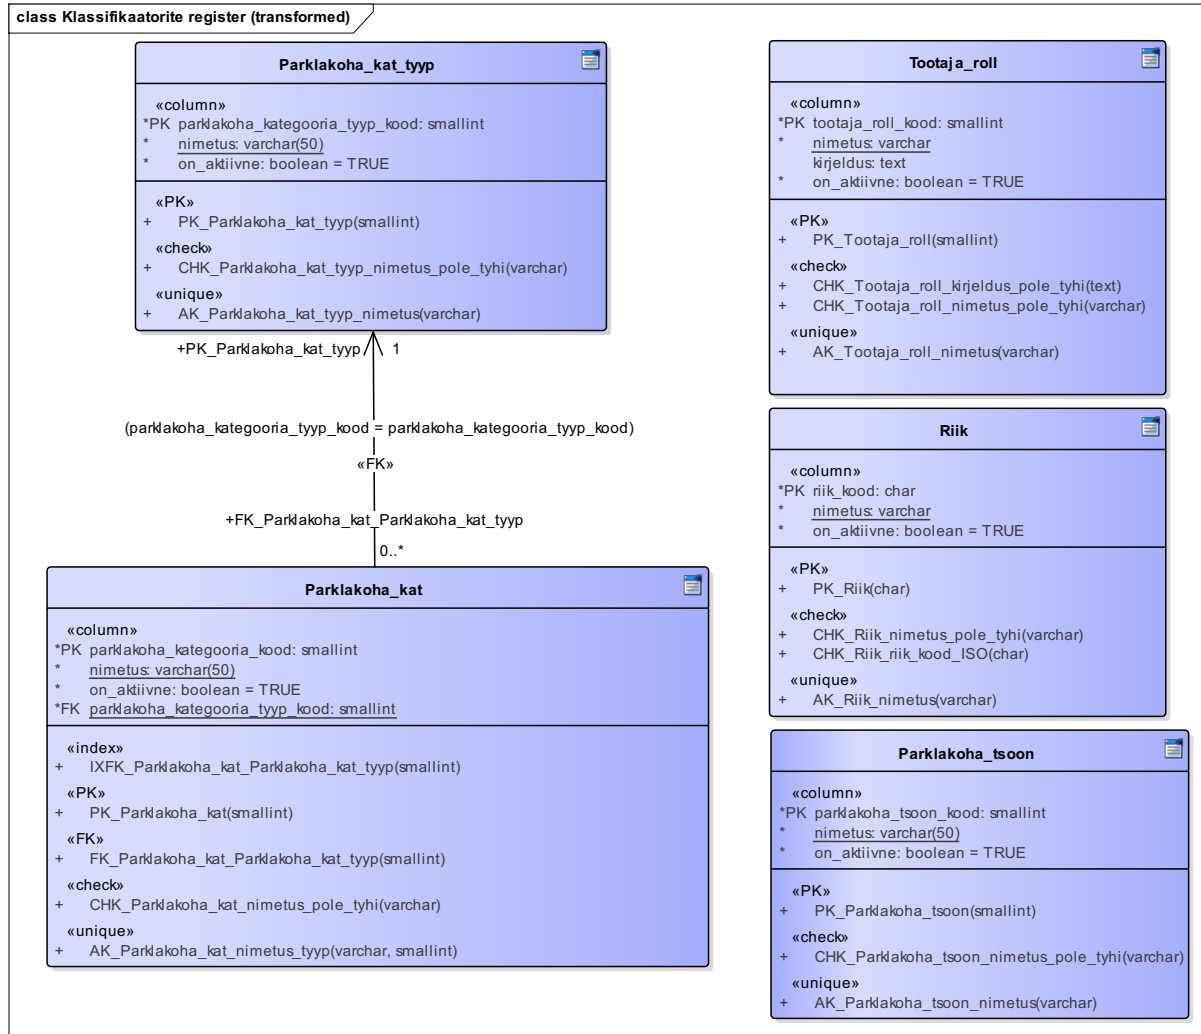 class Klassifikaatorite register (transformed)
Parklakoha_kat_tyyp
«column»
*PK parklakoha_kategooria_tyyp_kood: smallint
* nimetus: varchar(50)
* on_aktiivne: boolean = TRUE
«PK»
+ PK_Parklakoha_kat_tyyp(smallint)
«check»
+ CHK_Parklakoha_kat_tyyp_nimetus_pole_tyhi(varchar)
«unique»
+ AK_Parklakoha_kat_tyyp_nimetus(varchar)
+PK_Parklakoha_kat_tyyp 1
(parklakoha_kategooria_tyyp_kood = parklakoha_kategooria_tyyp_kood)
«FK»
+FK_Parklakoha_kat_Parklakoha_kat_tyyp
0..*
Parklakoha_kat
«column»
*PK parklakoha_kategooria_kood: smallint
* nimetus: varchar(50)
* on_aktiivne: boolean = TRUE
*FK parklakoha_kategooria_tyyp_kood: smallint
«index»
+ IXFK_Parklakoha_kat_Parklakoha_kat_tyyp(smallint)
«PK»
+ PK_Parklakoha_kat(smallint)
«FK»
+ FK_Parklakoha_kat_Parklakoha_kat_tyyp(smallint)
«check»
+ CHK_Parklakoha_kat_nimetus_pole_tyhi(varchar)
«unique»
+ AK_Parklakoha_kat_nimetus_tyyp(varchar, smallint)
Tootaja_roll
«column»
*PK tootaja_roll_kood: smallint
* nimetus: varchar
kirjeldus: text
* on_aktiivne: boolean = TRUE
«PK»
+ PK_Tootaja_roll(smallint)
«check»
+ CHK_Tootaja_roll_kirjeldus_pole_tyhi(text)
+ CHK_Tootaja_roll_nimetus_pole_tyhi(varchar)
«unique»
+ AK_Tootaja_roll_nimetus(varchar)
Riik
«column»
*PK riik_kood: char
* nimetus: varchar
* on_aktiivne: boolean = TRUE
«PK»
+ PK_Riik(char)
«check»
+ CHK_Riik_nimetus_pole_tyhi(varchar)
+ CHK_Riik_riik_kood_ISO(char)
«unique»
+ AK_Riik_nimetus(varchar)
Parklakoha_tsoon
«column»
*PK parklakoha_tsoon_kood: smallint
* nimetus: varchar(50)
* on_aktiivne: boolean = TRUE
«PK»
+ PK_Parklakoha_tsoon(smallint)
«check»
+ CHK_Parklakoha_tsoon_nimetus_pole_tyhi(varchar)
«unique»
+ AK_Parklakoha_tsoon_nimetus(varchar)